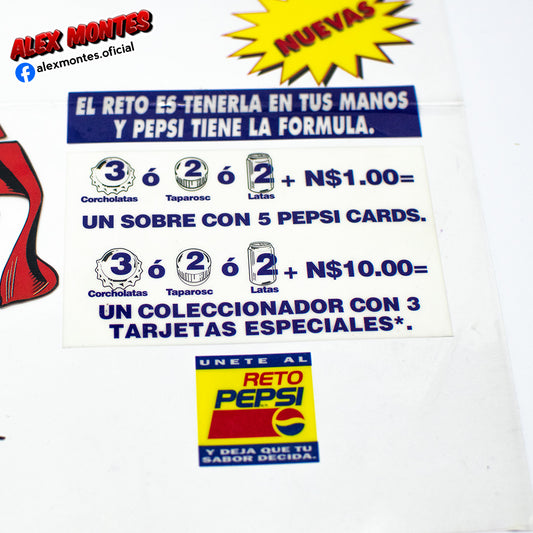 ALEX MONTES
alexmontes.oficial
NUEVAS
EL RETO ES TENERLA EN TUS MANOS
Y PEPSI TIENE LA FORMULA.
3 ó 2 ó 2 + N$1.00=
Corcholatas Taparosc Latas
UN SOBRE CON 5 PEPSI CARDS.
3 ó 2 ó 2 + N$10.00=
Corcholatas Taparosc Latas
UN COLECCIONADOR CON 3
TARJETAS ESPECIALES*.
UNETE AL
RETO
PEPSI
Y DEJA QUE TU
SABOR DECIDA.